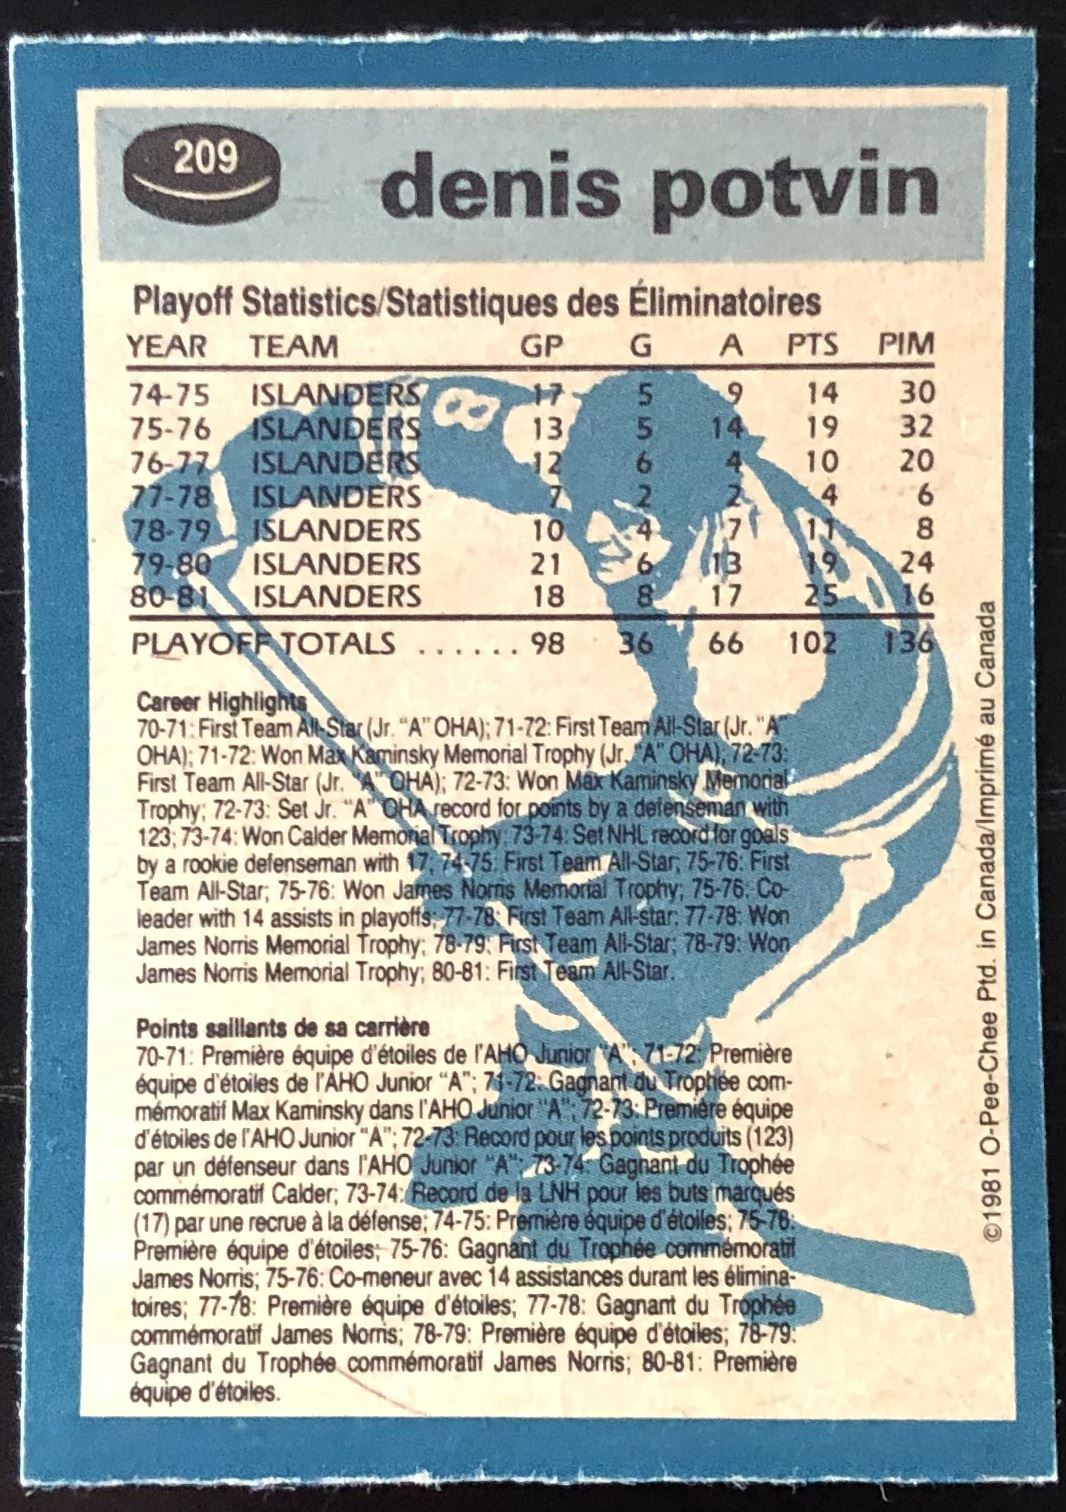 209
denis potvin
Playoff Statistics/Statistiques des Éliminatoires
YEAR TEAM GP G A PTS PIM
74-75 ISLANDERS 17 5 9 14 30
75-76 ISLANDERS 13 5 14 19 32
76-77 ISLANDERS 12 6 4 10 20
77-78 ISLANDERS 7 2 2 4 6
78-79 ISLANDERS 10 4 7 11 8
79-80 ISLANDERS 21 6 13 19 24
80-81 ISLANDERS 18 8 17 25 16
PLAYOFF TOTALS ...... 98 36 66 102 136
Career Highlights
70-71: First Team All-Star (Jr. "A" OHA); 71-72: First Team All-Star (Jr. "A"
OHA); 71-72: Won Max Kaminsky Memorial Trophy (Jr. "A" OHA), 72-73:
First Team All-Star (Jr. "A" OHA); 72-73: Won Max Kaminsky Memorial
Trophy; 72-73: Set Jr. "A" OHA record for points by a defenseman with
123; 73-74: Won Calder Memorial Trophy; 73-74: Set NHL record for goals
by a rookie defenseman with 17; 74-75: First Team All-Star; 75-76: First
Team All-Star; 75-76: Won James Norris Memorial Trophy; 75-76: Co-
leader with 14 assists in playoffs; 77-78: First Team All-star; 77-78: Won
James Norris Memorial Trophy; 78-79: First Team All-Star; 78-79: Won
James Norris Memorial Trophy; 80-81: First Team All-Star.
Points saillants de sa carrière
70-71: Première équipe d'étoiles de l'AHO Junior "A"; 71-72: Première
équipe d'étoiles de l'AHO Junior "A"; 71-72: Gagnant du Trophée com-
mémoratif Max Kaminsky dans l'AHO Junior "A"; 72-73: Première équipe
d'étoiles de l'AHO Junior "A"; 72-73: Record pour les points produits (123)
par un défenseur dans l'AHO Junior "A"; 73-74: Gagnant du Trophée
commémoratif Calder; 73-74: Record de la LNH pour les buts marqués
(17) par une recrue à la défense; 74-75: Première équipe d'étoiles; 75-76:
Première équipe d'étoiles; 75-76: Gagnant du Trophée commémoratif
James Norris; 75-76: Co-meneur avec 14 assistances durant les élimina-
toires; 77-78: Première équipe d'étoiles; 77-78: Gagnant du Trophée
commémoratif James Norris; 78-79: Première équipe d'étoiles; 78-79:
Gagnant du Trophée commémoratif James Norris; 80-81: Première
équipe d'étoiles.
©1981 O-Pee-Chee Ptd. in Canada/Imprimé au Canada